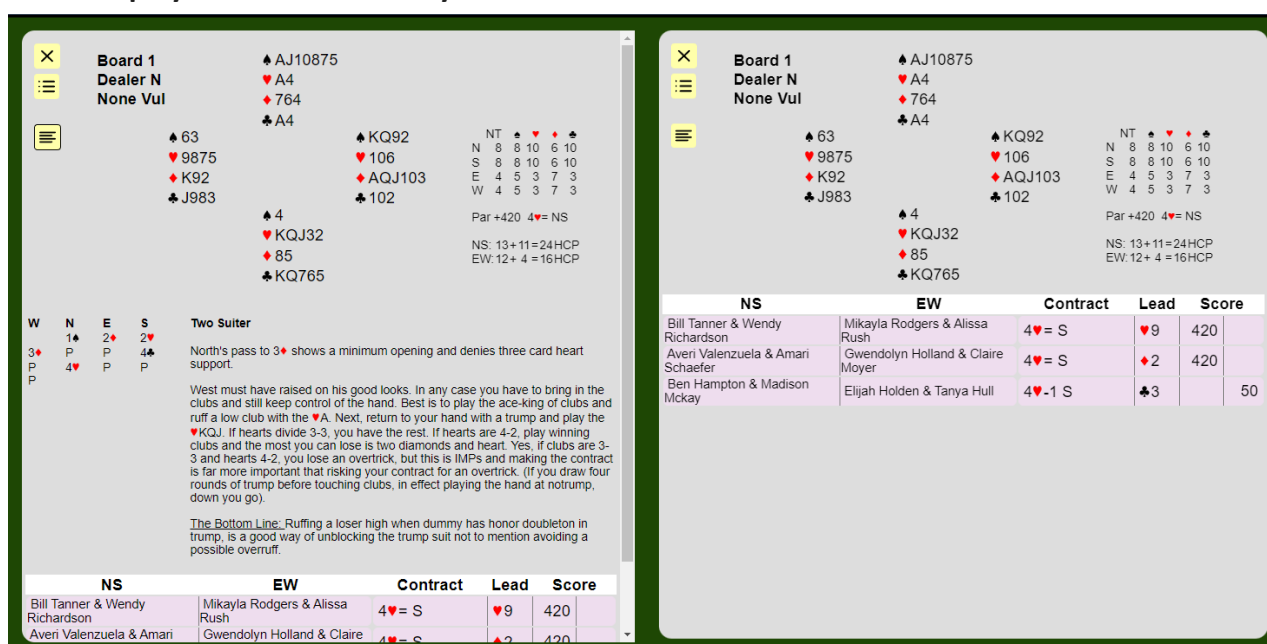 Board 1
Dealer N
None Vul
♠ AJ10875
♥ A4
♦ 764
♣ A4
♠ 63
♥ 9875
♦ K92
♣ J983
♠ KQ92
♥ 106
♦ AQJ103
♣ 102
♠ 4
♥ KQJ32
♦ 85
♣ KQ765
NT ♠ ♥ ♦ ♣
N 8 8 10 6 10
S 8 8 10 6 10
E 4 5 3 7 3
W 4 5 3 7 3
Par +420 4♥= NS
NS: 13+11=24HCP
EW: 12+ 4 =16HCP
W N E S
1♠ 2♦ 2♥
3♦ P P 4♣
P 4♥ P P
P
Two Suiter
North's pass to 3♦ shows a minimum opening and denies three card heart
support.
West must have raised on his good looks. In any case you have to bring in the
clubs and still keep control of the hand. Best is to play the ace-king of clubs and
ruff a low club with the ♥A. Next, return to your hand with a trump and play the
♥KQJ. If hearts divide 3-3, you have the rest. If hearts are 4-2, play winning
clubs and the most you can lose is two diamonds and heart. Yes, if clubs are 3-
3 and hearts 4-2, you lose an overtrick, but this is IMPs and making the contract
is far more important that risking your contract for an overtrick. (If you draw four
rounds of trump before touching clubs, in effect playing the hand at notrump,
down you go).
The Bottom Line: Ruffing a loser high when dummy has honor doubleton in
trump, is a good way of unblocking the trump suit not to mention avoiding a
possible overruff.
NS EW Contract Lead Score
Bill Tanner & Wendy
Richardson
Mikayla Rodgers & Alissa
Rush
4♥= S ♥9 420
Averi Valenzuela & Amari
Gwendolyn Holland & Claire
4♥= S ♦2 420
Board 1
Dealer N
None Vul
♠ AJ10875
♥ A4
♦ 764
♣ A4
♠ 63
♥ 9875
♦ K92
♣ J983
♠ KQ92
♥ 106
♦ AQJ103
♣ 102
♠ 4
♥ KQJ32
♦ 85
♣ KQ765
NT ♠ ♥ ♦ ♣
N 8 8 10 6 10
S 8 8 10 6 10
E 4 5 3 7 3
W 4 5 3 7 3
Par +420 4♥= NS
NS: 13+11=24HCP
EW: 12+ 4 =16HCP
NS EW Contract Lead Score
Bill Tanner & Wendy
Richardson
Mikayla Rodgers & Alissa
Rush
4♥= S ♥9 420
Averi Valenzuela & Amari
Schaefer
Gwendolyn Holland & Claire
Moyer
4♥= S ♦2 420
Ben Hampton & Madison
Mckay
Elijah Holden & Tanya Hull
4♥-1 S ♣3 50